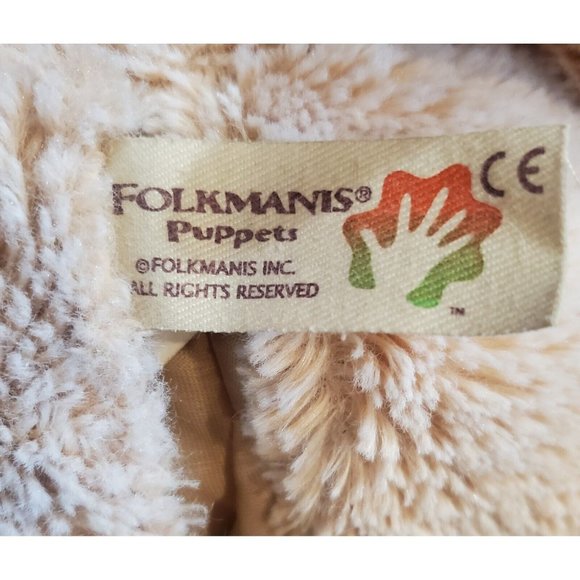 FOLKMANIS®
Puppets
©FOLKMANIS INC.
ALL RIGHTS RESERVED
CE
TM